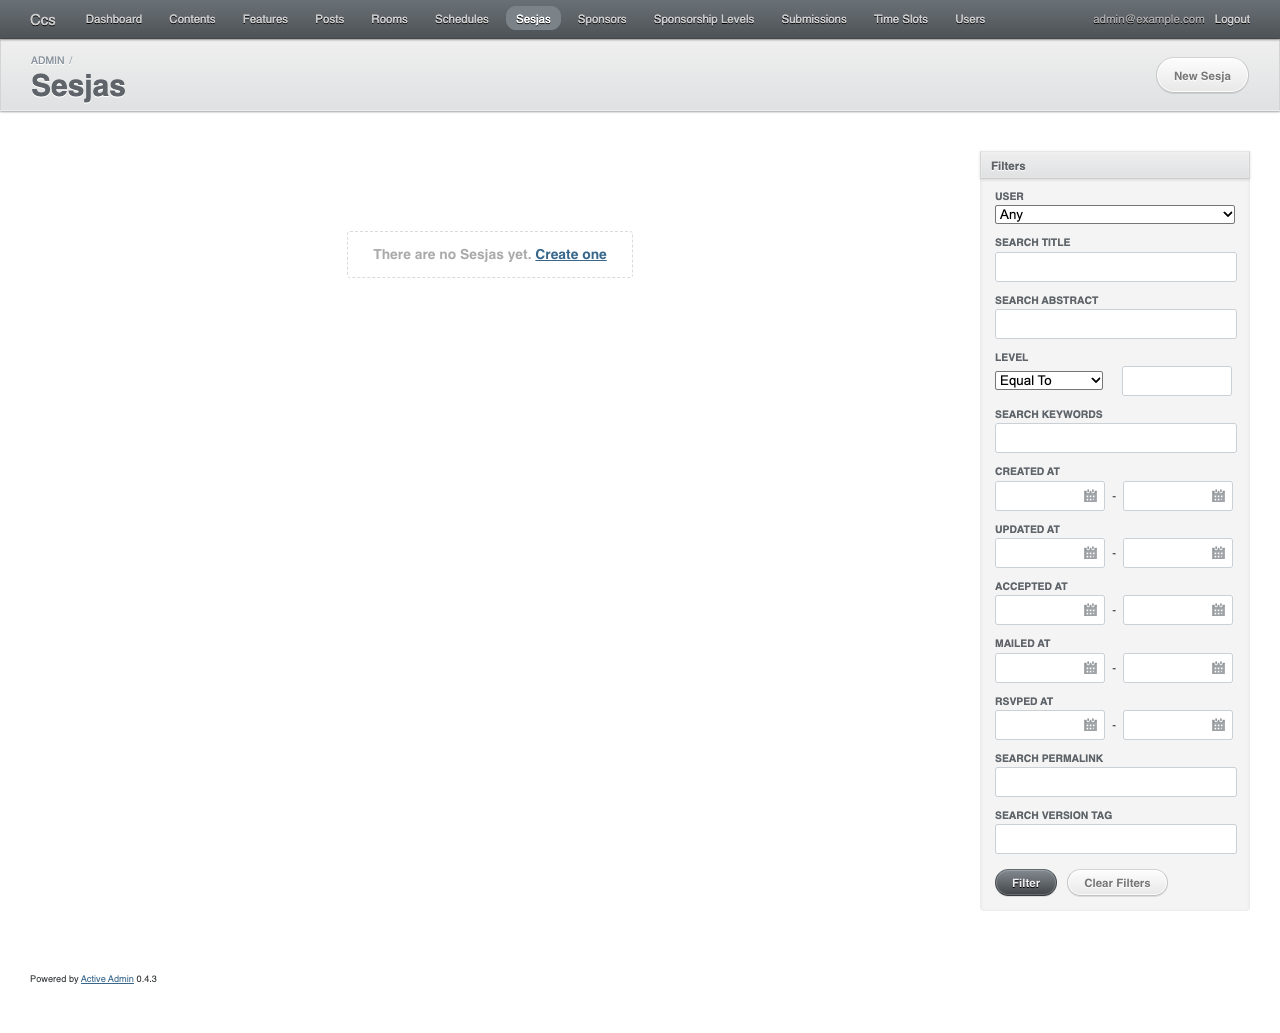 Ccs Dashboard Contents Features Posts Rooms Schedules Sesjas Sponsors Sponsorship Levels Submissions Time Slots Users admin@example.com Logout
ADMIN /
Sesjas
New Sesja
There are no Sesjas yet. Create one
Filters
USER
Any
SEARCH TITLE
SEARCH ABSTRACT
LEVEL
Equal To
SEARCH KEYWORDS
CREATED AT
-
UPDATED AT
-
ACCEPTED AT
-
MAILED AT
-
RSVPED AT
-
SEARCH PERMALINK
SEARCH VERSION TAG
Filter Clear Filters
Powered by Active Admin 0.4.3